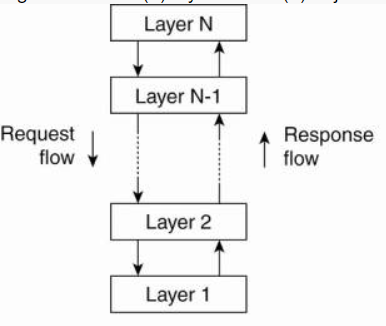 Layer N
Layer N-1
Request
flow
Response
flow
Layer 2
Layer 1